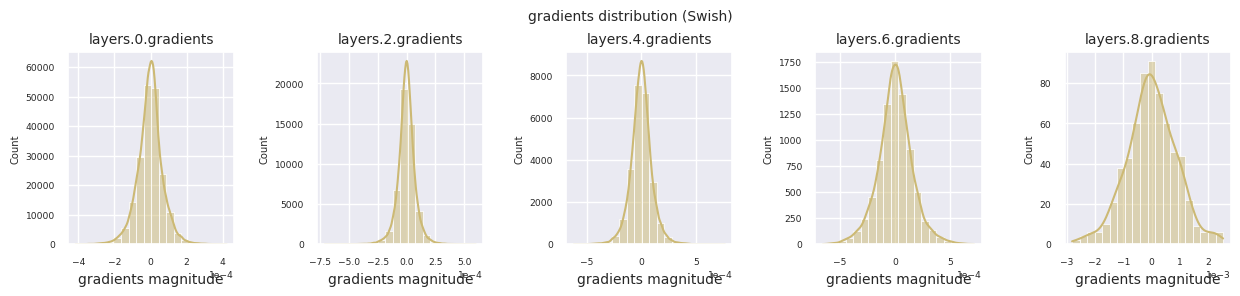 gradients distribution (Swish)
layers.0.gradients
60000
50000
40000
30000
20000
10000
0
Count
−4 −2 0 2 4
1e−4
gradients magnitude
layers.2.gradients
20000
15000
10000
5000
0
Count
−7.5 −5.0 −2.5 0.0 2.5 5.0
1e−4
gradients magnitude
layers.4.gradients
8000
6000
4000
2000
0
Count
−5 0 5
1e−4
gradients magnitude
layers.6.gradients
1750
1500
1250
1000
750
500
250
0
Count
−5 0 5
1e−4
gradients magnitude
layers.8.gradients
80
60
40
20
0
Count
−3 −2 −1 0 1 2
1e−3
gradients magnitude